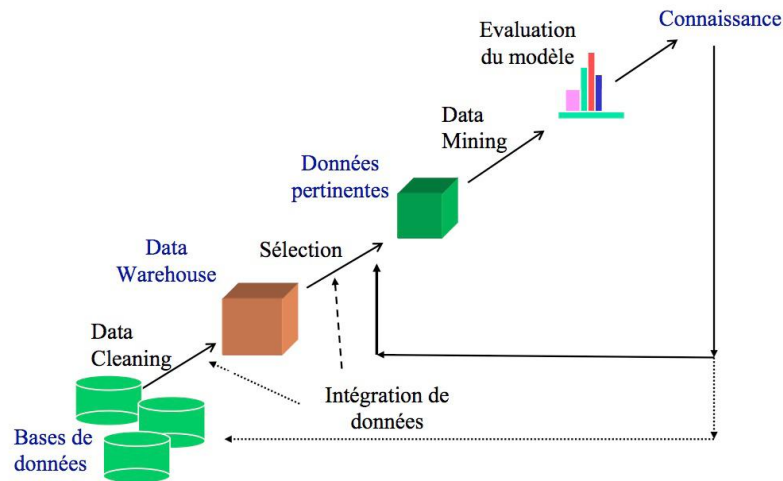 Connaissance
Evaluation
du modèle
Data
Mining
Données
pertinentes
Sélection
Data
Warehouse
Data
Cleaning
Intégration de
données
Bases de
données